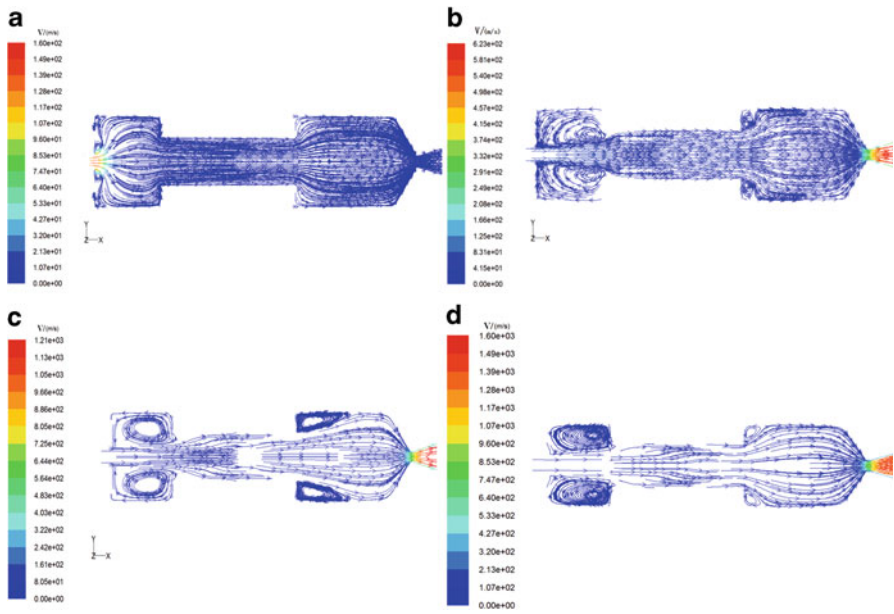 a
V/(m/s)
1.60e+02
1.49e+02
1.39e+02
1.28e+02
1.17e+02
1.07e+02
9.60e+01
8.53e+01
7.47e+01
6.40e+01
5.33e+01
4.27e+01
3.20e+01
2.13e+01
1.07e+01
0.00e+00
Y
Z
X
b
V/(m/s)
6.23e+02
5.81e+02
5.40e+02
4.98e+02
4.57e+02
4.15e+02
3.74e+02
3.32e+02
2.91e+02
2.49e+02
2.08e+02
1.66e+02
1.25e+02
8.31e+01
4.15e+01
0.00e+00
Y
Z
X
c
V/(m/s)
1.21e+03
1.13e+03
1.05e+03
9.66e+02
8.86e+02
8.05e+02
7.25e+02
6.44e+02
5.64e+02
4.83e+02
4.03e+02
3.22e+02
2.42e+02
1.61e+02
8.05e+01
0.00e+00
Y
Z
X
d
V/(m/s)
1.60e+03
1.49e+03
1.39e+03
1.28e+03
1.17e+03
1.07e+03
9.60e+02
8.53e+02
7.47e+02
6.40e+02
5.33e+02
4.27e+02
3.20e+02
2.13e+02
1.07e+02
0.00e+00